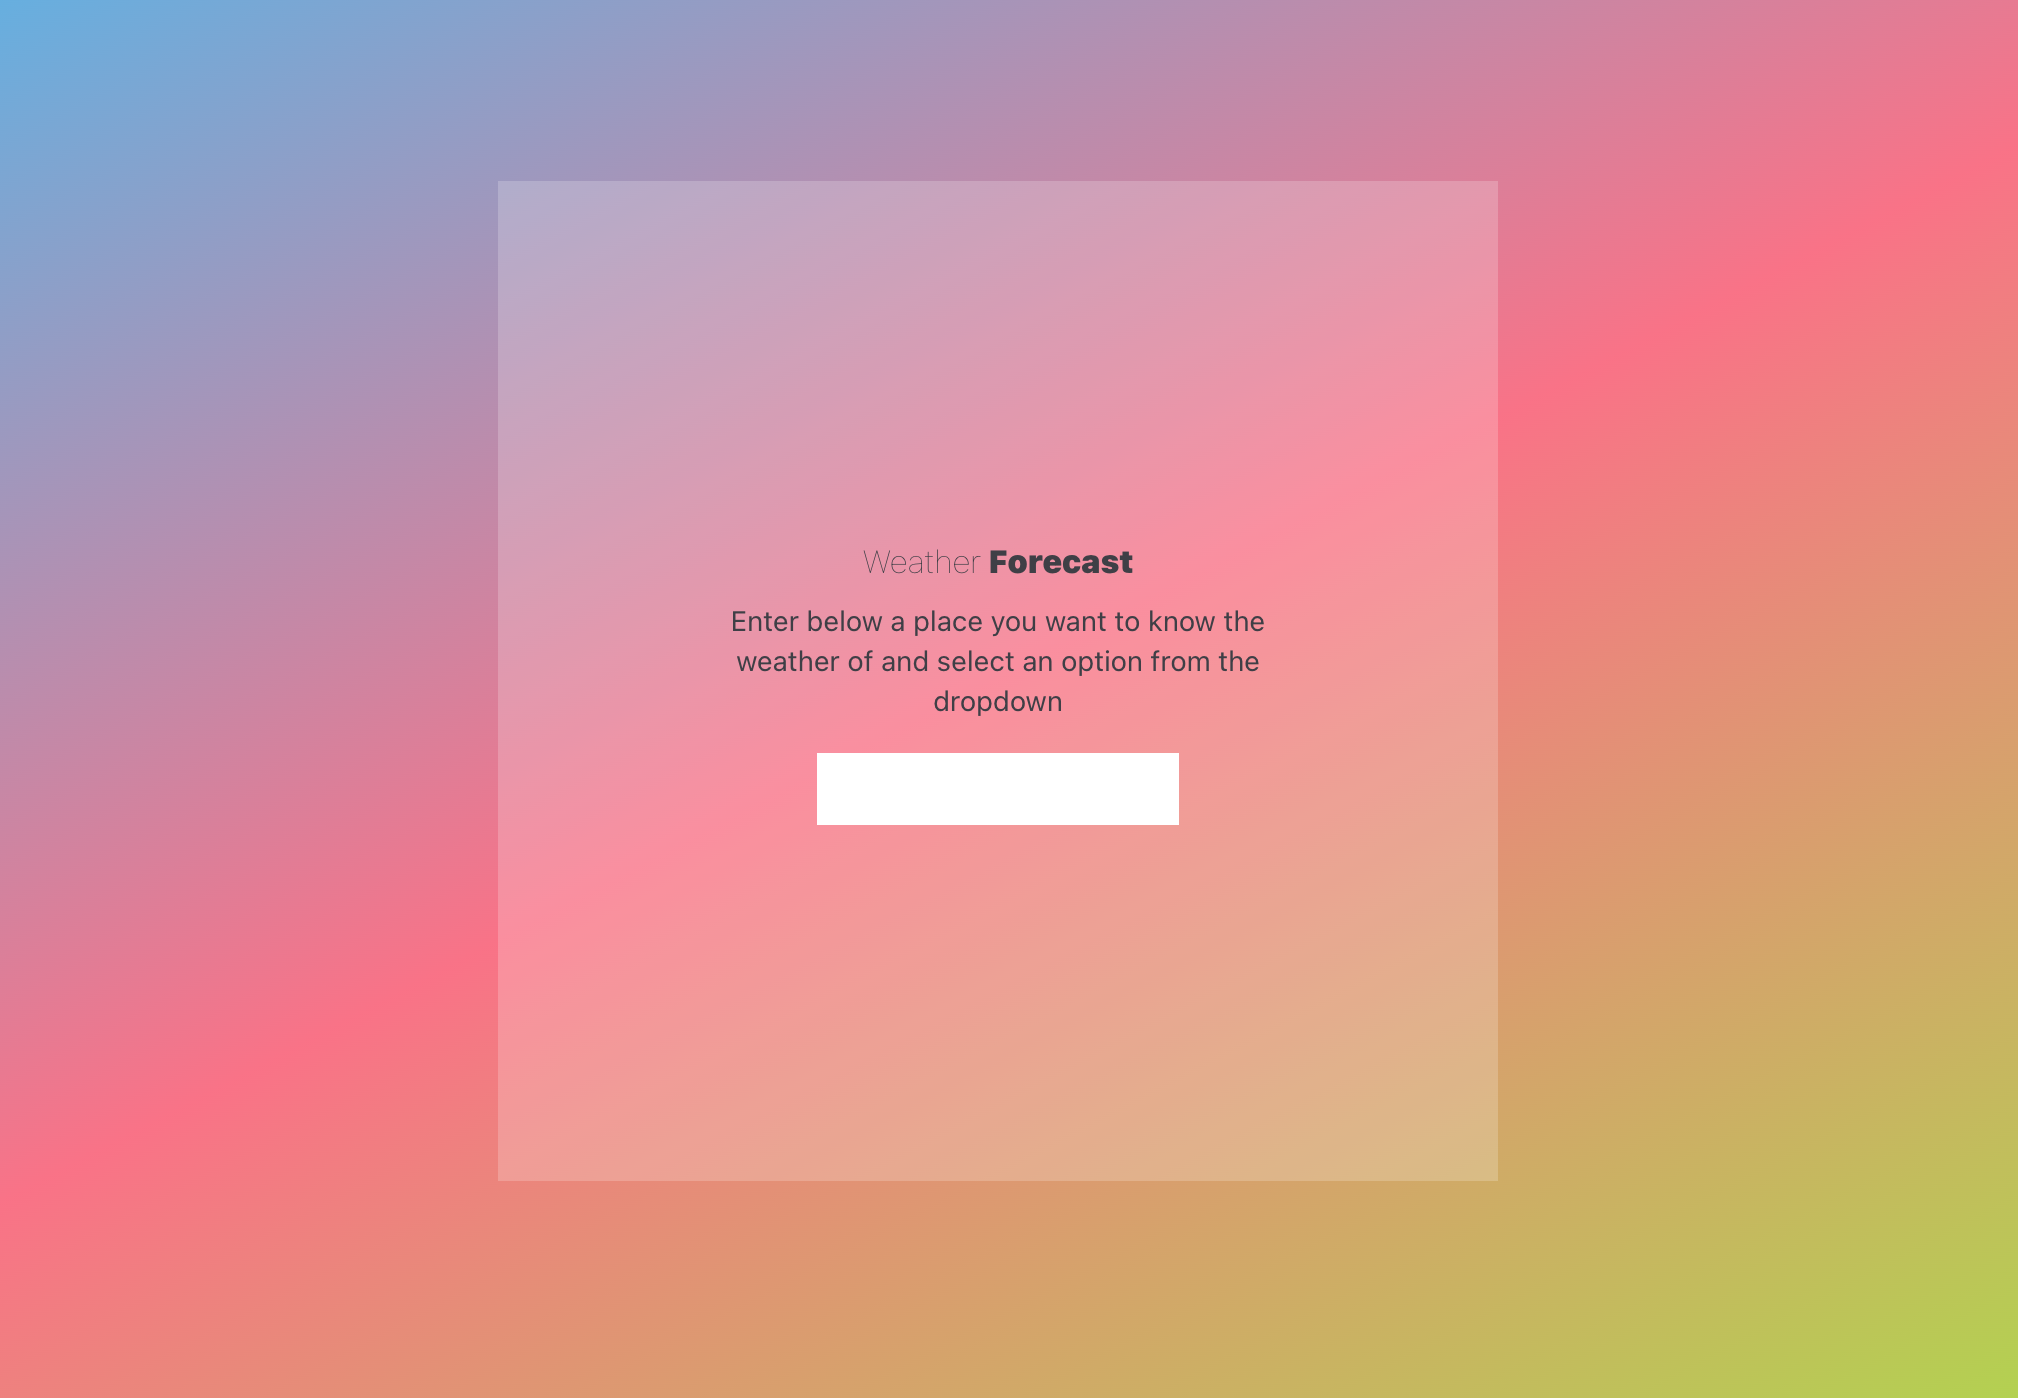 Weather Forecast
Enter below a place you want to know the
weather of and select an option from the
dropdown